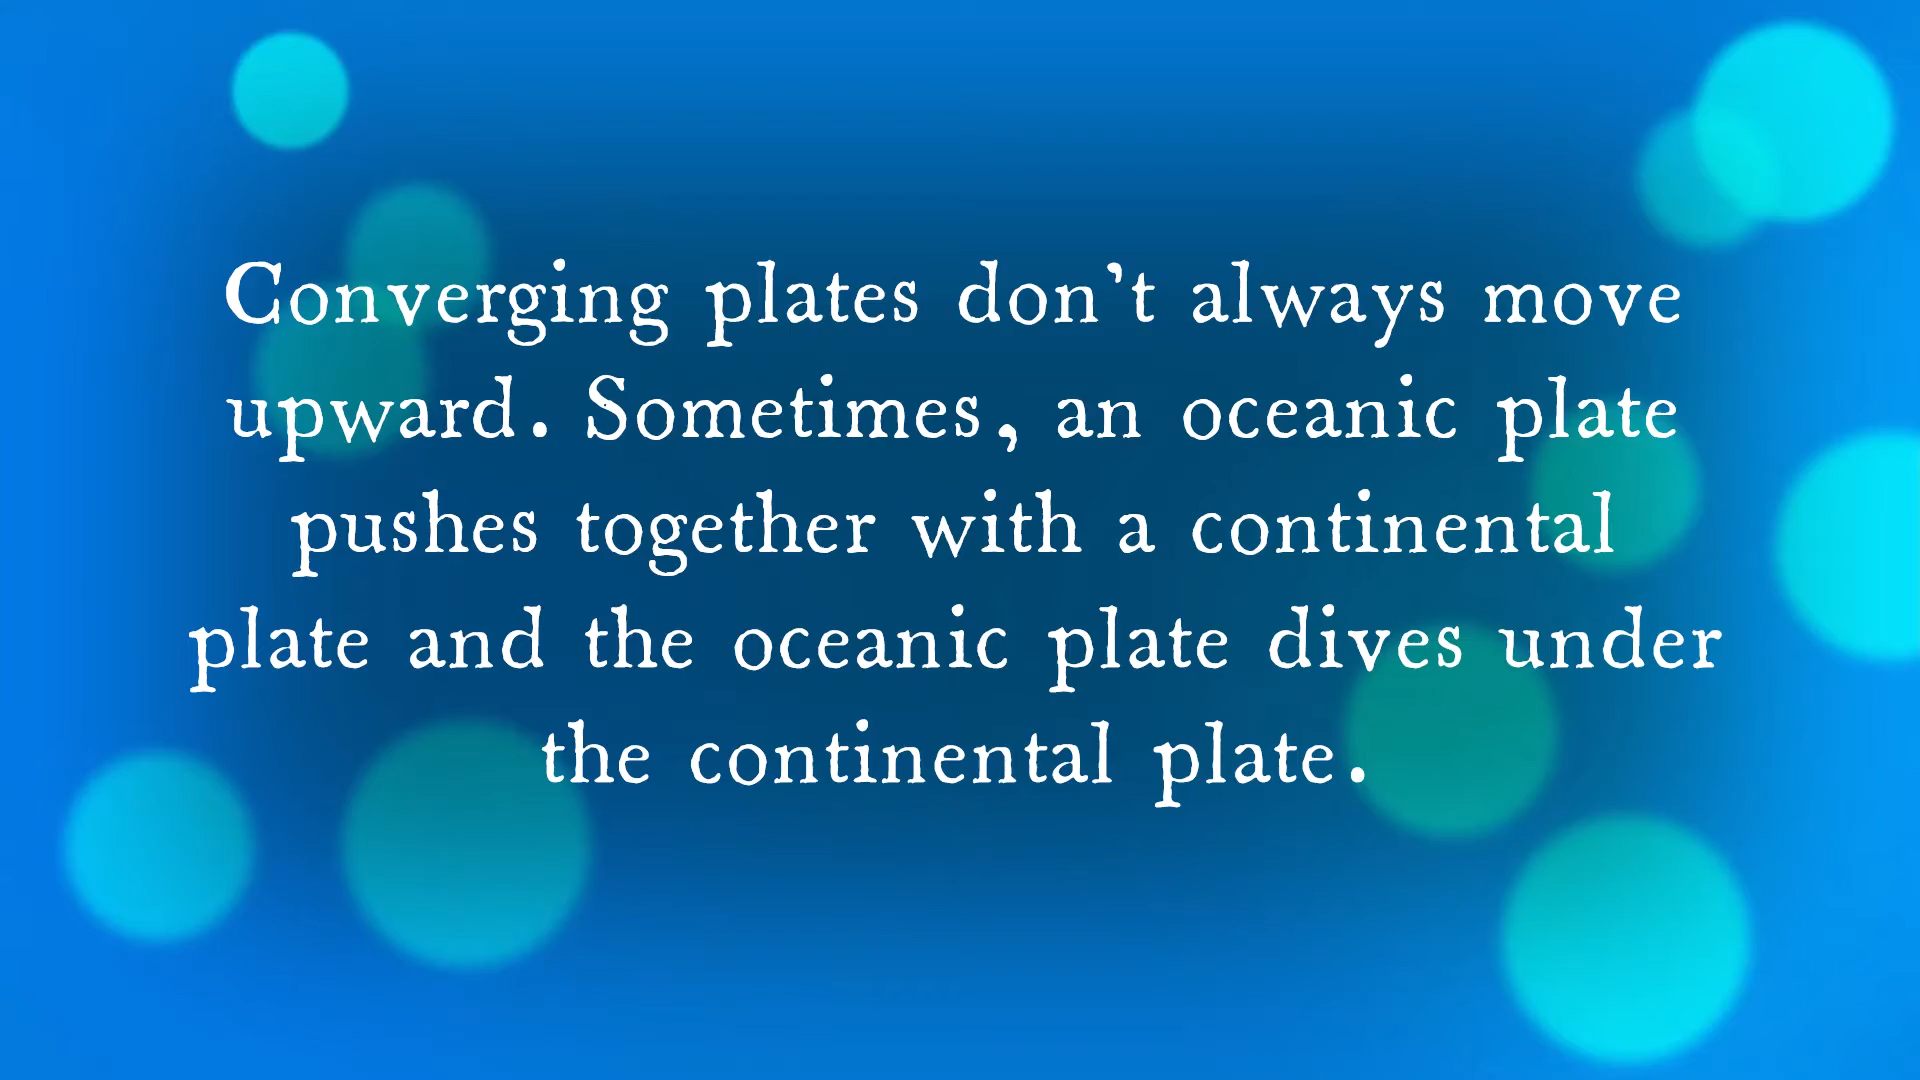 Converging plates don't always move
upward. Sometimes, an oceanic plate
pushes together with a continental
plate and the oceanic plate dives under
the continental plate.